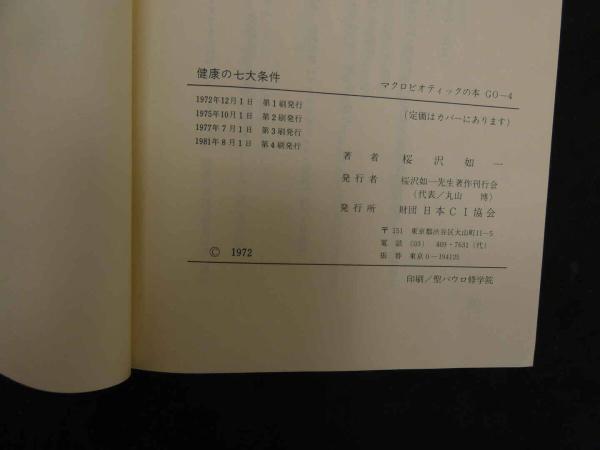 健康の七大条件
マクロビオティックの本 GO-4
1972年12月1日 第1刷発行
1975年10月1日 第2刷発行
1977年7月1日 第3刷発行
1981年8月1日 第4刷発行
(定価はカバーにあります)
著者 桜沢如一
発行者 桜沢如一先生著作刊行会
(代表/丸山 博)
発行所 財団 日本CI協会
〒151 東京都渋谷区大山町11-5
電話 (03) 469-7631(代)
振替 東京0-194125
© 1972
印刷/聖パウロ修学院